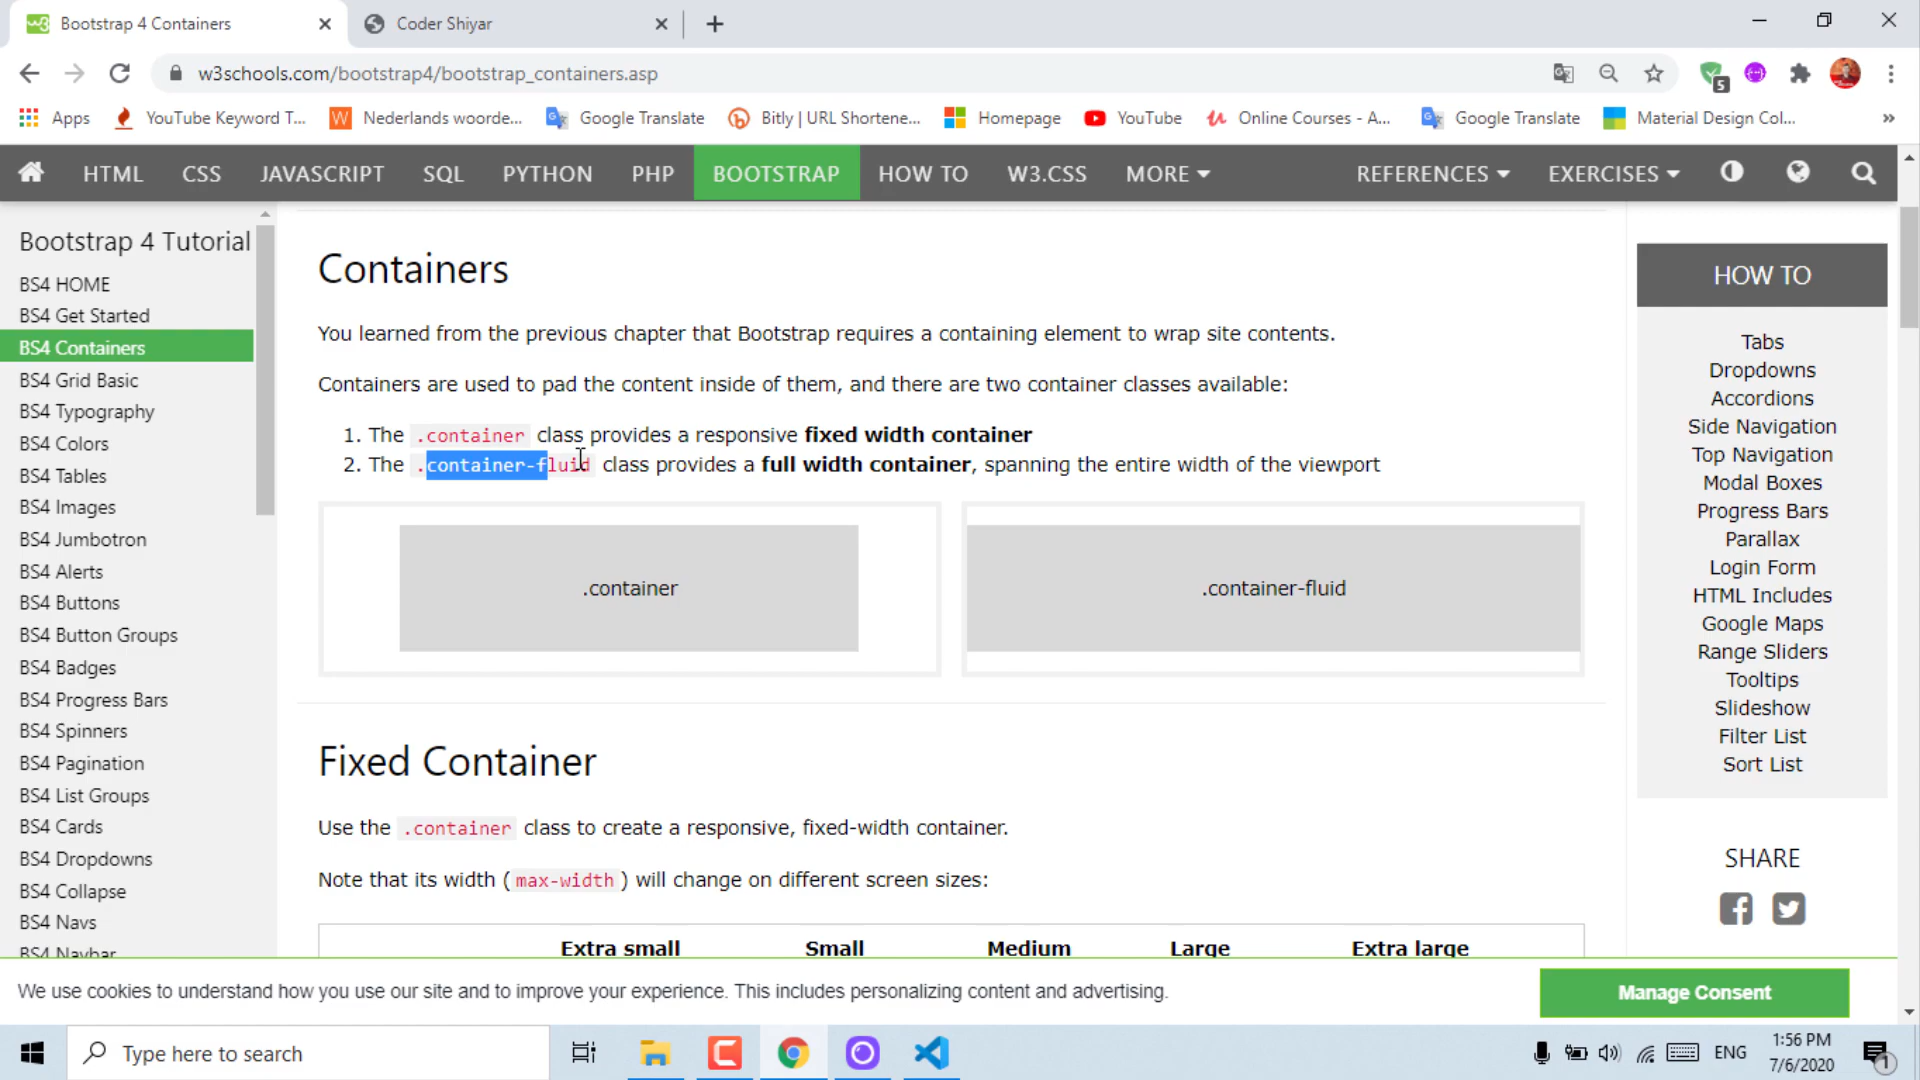 Bootstrap 4 Containers
Coder Shiyar
w3schools.com/bootstrap4/bootstrap_containers.asp
5
Apps
YouTube Keyword T...
Nederlands woorde...
Google Translate
Bitly | URL Shortene...
Homepage
YouTube
Online Courses - A...
Google Translate
Material Design Col...
»
HTML
CSS
JAVASCRIPT
SQL
PYTHON
PHP
BOOTSTRAP
HOW TO
W3.CSS
MORE
REFERENCES
EXERCISES
Bootstrap 4 Tutorial
BS4 HOME
BS4 Get Started
BS4 Containers
BS4 Grid Basic
BS4 Typography
BS4 Colors
BS4 Tables
BS4 Images
BS4 Jumbotron
BS4 Alerts
BS4 Buttons
BS4 Button Groups
BS4 Badges
BS4 Progress Bars
BS4 Spinners
BS4 Pagination
BS4 List Groups
BS4 Cards
BS4 Dropdowns
BS4 Collapse
BS4 Navs
BS4 Navbar
Containers
You learned from the previous chapter that Bootstrap requires a containing element to wrap site contents.
Containers are used to pad the content inside of them, and there are two container classes available:
1. The .container class provides a responsive fixed width container
2. The .container-fluid class provides a full width container, spanning the entire width of the viewport
.container
.container-fluid
Fixed Container
Use the .container class to create a responsive, fixed-width container.
Note that its width (max-width) will change on different screen sizes:
Extra small
Small
Medium
Large
Extra large
HOW TO
Tabs
Dropdowns
Accordions
Side Navigation
Top Navigation
Modal Boxes
Progress Bars
Parallax
Login Form
HTML Includes
Google Maps
Range Sliders
Tooltips
Slideshow
Filter List
Sort List
SHARE
We use cookies to understand how you use our site and to improve your experience. This includes personalizing content and advertising.
Manage Consent
Type here to search
ENG
1:56 PM
7/6/2020
1